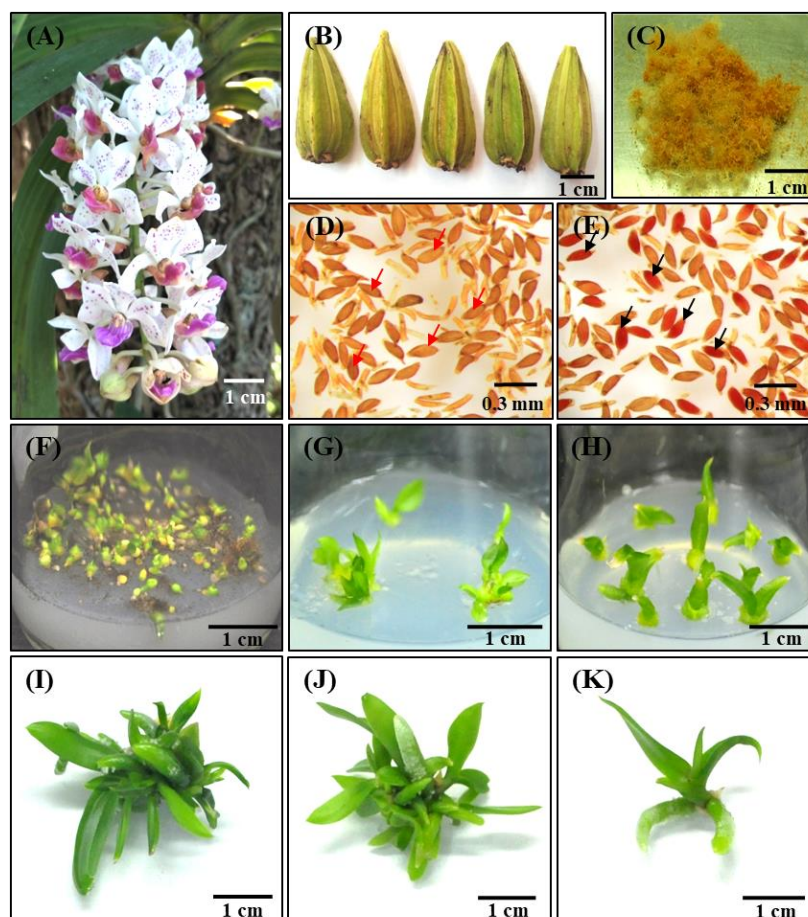 (A)
1 cm
(B)
1 cm
(C)
1 cm
(D)
0.3 mm
(E)
0.3 mm
(F)
1 cm
(G)
1 cm
(H)
1 cm
(I)
1 cm
(J)
1 cm
(K)
1 cm